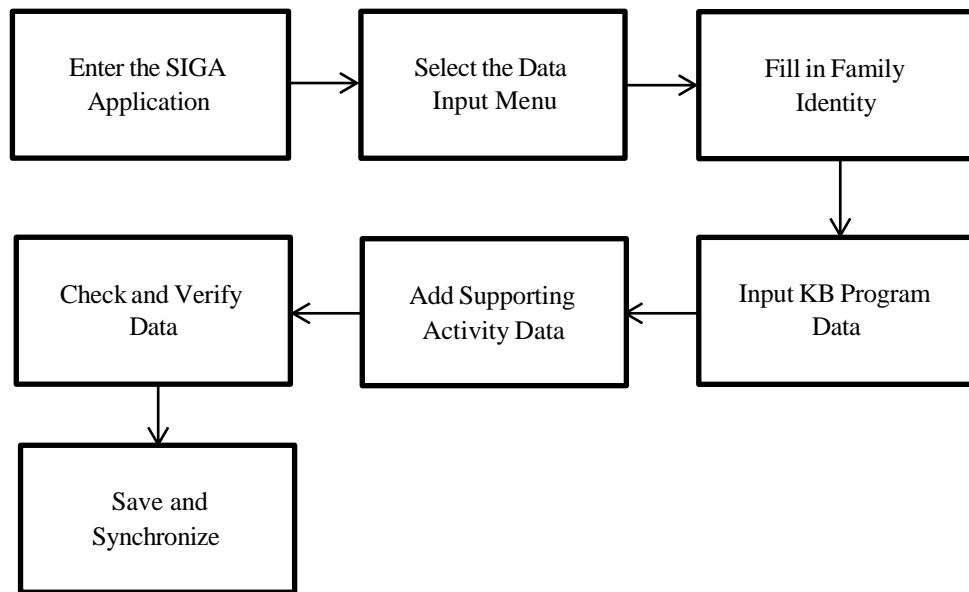 Enter the SIGA
Application
Select the Data
Input Menu
Fill in Family
Identity
Input KB Program
Data
Add Supporting
Activity Data
Check and Verify
Data
Save and
Synchronize